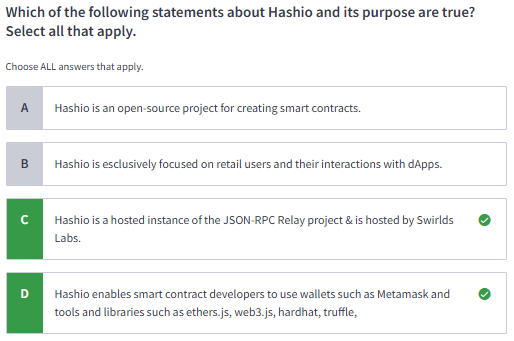 Which of the following statements about Hashio and its purpose are true?
Select all that apply.
Choose ALL answers that apply.
A
Hashio is an open-source project for creating smart contracts.
B
Hashio is esclusively focused on retail users and their interactions with dApps.
C
Hashio is a hosted instance of the JSON-RPC Relay project & is hosted by Swirlds
Labs.
D
Hashio enables smart contract developers to use wallets such as Metamask and
tools and libraries such as ethers.js, web3.js, hardhat, truffle,